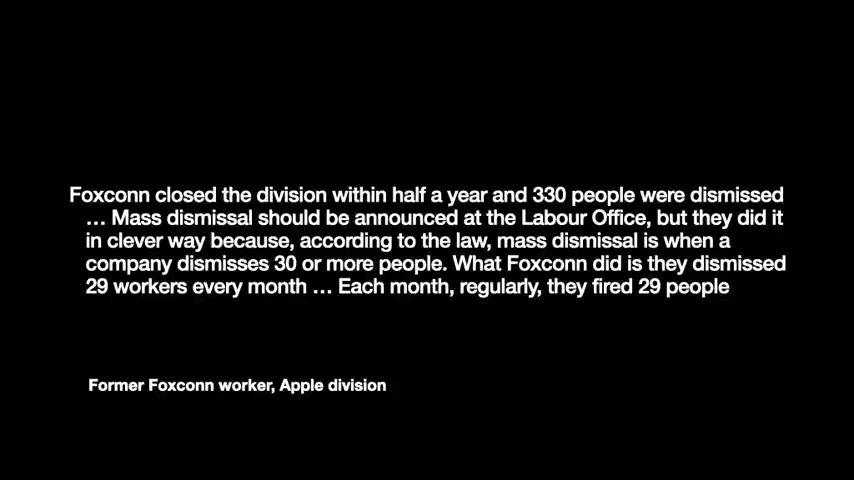 Foxconn closed the division within half a year and 330 people were dismissed
… Mass dismissal should be announced at the Labour Office, but they did it
in clever way because, according to the law, mass dismissal is when a
company dismisses 30 or more people. What Foxconn did is they dismissed
29 workers every month … Each month, regularly, they fired 29 people
Former Foxconn worker, Apple division